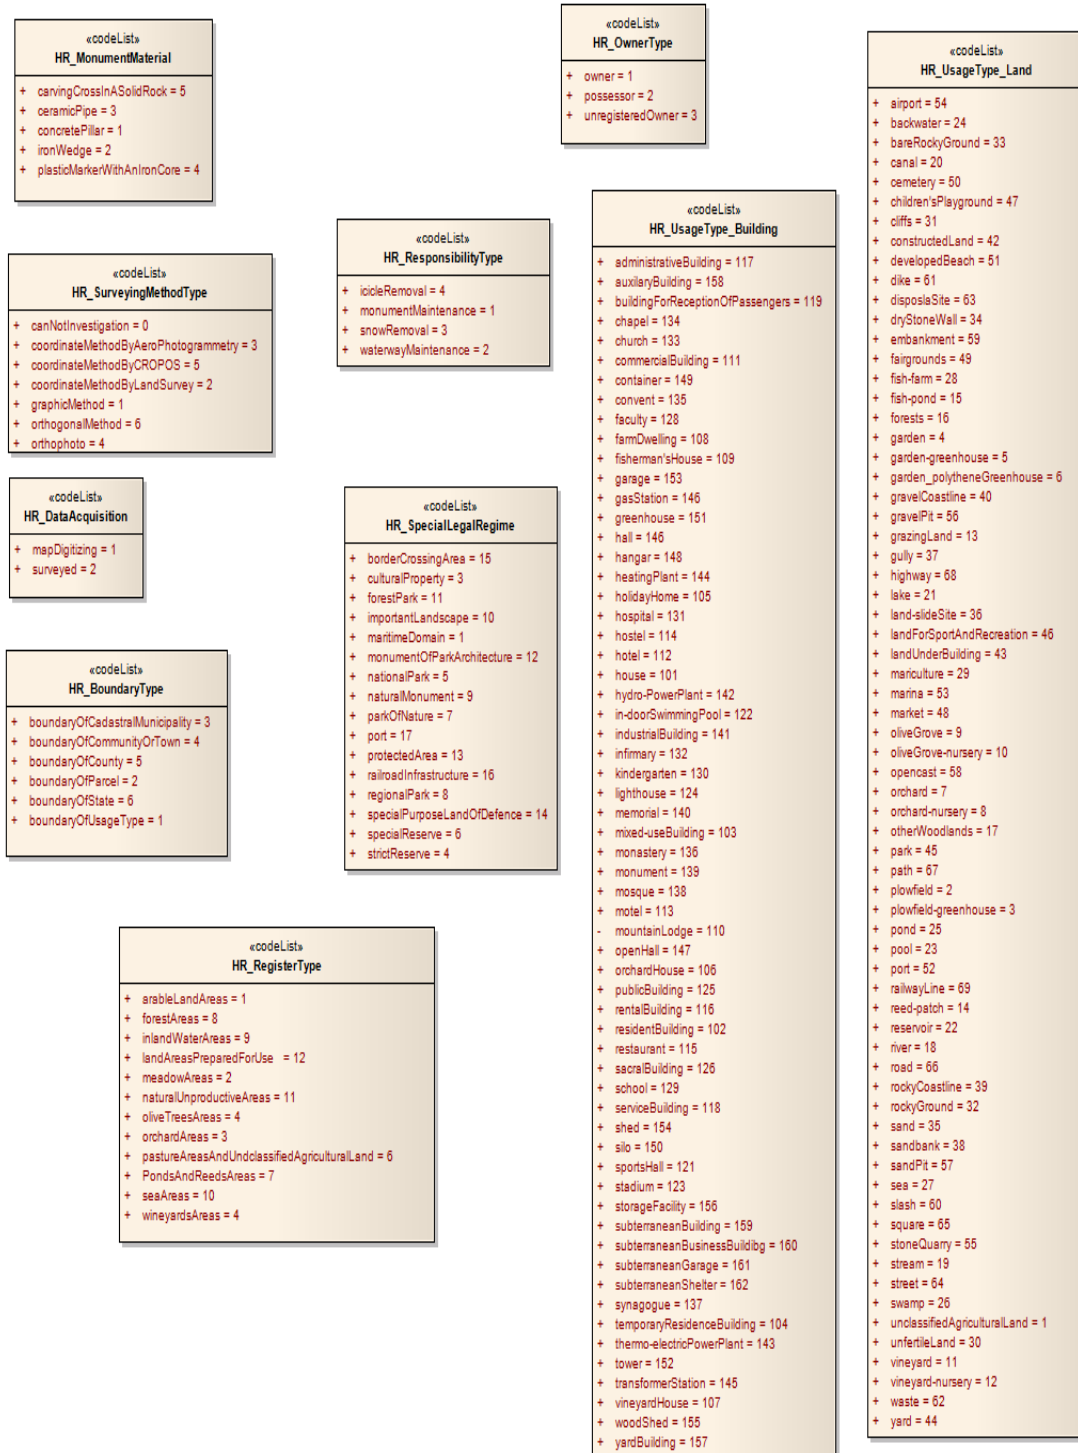 «codeList»
HR_MonumentMaterial
+ carvingCrossInASolidRock = 5
+ ceramicPipe = 3
+ concretePillar = 1
+ ironWedge = 2
+ plasticMarkerWithAnIronCore = 4
«codeList»
HR_OwnerType
+ owner = 1
+ possessor = 2
+ unregisteredOwner = 3
«codeList»
HR_SurveyingMethodType
+ canNotInvestigation = 0
+ coordinateMethodByAeroPhotogrammetry = 3
+ coordinateMethodByCROPOS = 5
+ coordinateMethodByLandSurvey = 2
+ graphicMethod = 1
+ orthogonalMethod = 6
+ orthophoto = 4
«codeList»
HR_ResponsibilityType
+ icicleRemoval = 4
+ monumentMaintenance = 1
+ snowRemoval = 3
+ waterwayMaintenance = 2
«codeList»
HR_DataAcquisition
+ mapDigitizing = 1
+ surveyed = 2
«codeList»
HR_SpecialLegalRegime
+ borderCrossingArea = 15
+ culturalProperty = 3
+ forestPark = 11
+ importantLandscape = 10
+ maritimeDomain = 1
+ monumentOfParkArchitecture = 12
+ nationalPark = 5
+ naturalMonument = 9
+ parkOfNature = 7
+ port = 17
+ protectedArea = 13
+ railroadInfrastructure = 16
+ regionalPark = 8
+ specialPurposeLandOfDefence = 14
+ specialReserve = 6
+ strictReserve = 4
«codeList»
HR_BoundaryType
+ boundaryOfCadastralMunicipality = 3
+ boundaryOfCommunityOrTown = 4
+ boundaryOfCounty = 5
+ boundaryOfParcel = 2
+ boundaryOfState = 6
+ boundaryOfUsageType = 1
«codeList»
HR_RegisterType
+ arableLandAreas = 1
+ forestAreas = 8
+ inlandWaterAreas = 9
+ landAreasPreparedForUse = 12
+ meadowAreas = 2
+ naturalUnproductiveAreas = 11
+ oliveTreesAreas = 4
+ orchardAreas = 3
+ pastureAreasAndUndclassifiedAgriculturalLand = 6
+ PondsAndReedsAreas = 7
+ seaAreas = 10
+ wineyardsAreas = 4
«codeList»
HR_UsageType_Building
+ administrativeBuilding = 117
+ auxilaryBuilding = 158
+ buildingForReceptionOfPassengers = 119
+ chapel = 134
+ church = 133
+ commercialBuilding = 111
+ container = 149
+ convent = 135
+ faculty = 128
+ farmDwelling = 108
+ fisherman'sHouse = 109
+ garage = 153
+ gasStation = 146
+ greenhouse = 151
+ hall = 146
+ hangar = 148
+ heatingPlant = 144
+ holidayHome = 105
+ hospital = 131
+ hostel = 114
+ hotel = 112
+ house = 101
+ hydro-PowerPlant = 142
+ in-doorSwimmingPool = 122
+ industrialBuilding = 141
+ infirmary = 132
+ kindergarten = 130
+ lighthouse = 124
+ memorial = 140
+ mixed-useBuilding = 103
+ monastery = 136
+ monument = 139
+ mosque = 138
+ motel = 113
- mountainLodge = 110
+ openHall = 147
+ orchardHouse = 106
+ publicBuilding = 125
+ rentalBuilding = 116
+ residentBuilding = 102
+ restaurant = 115
+ sacralBuilding = 126
+ school = 129
+ serviceBuilding = 118
+ shed = 154
+ silo = 150
+ sportsHall = 121
+ stadium = 123
+ storageFacility = 156
+ subterraneanBuilding = 159
+ subterraneanBusinessBuildibg = 160
+ subterraneanGarage = 161
+ subterraneanShelter = 162
+ synagogue = 137
+ temporaryResidenceBuilding = 104
+ thermo-electricPowerPlant = 143
+ tower = 152
+ transformerStation = 145
+ vineyardHouse = 107
+ woodShed = 155
+ yardBuilding = 157
«codeList»
HR_UsageType_Land
+ airport = 54
+ backwater = 24
+ bareRockyGround = 33
+ canal = 20
+ cemetery = 50
+ children'sPlayground = 47
+ cliffs = 31
+ constructedLand = 42
+ developedBeach = 51
+ dike = 61
+ disposlaSite = 63
+ dryStoneWall = 34
+ embankment = 59
+ fairgrounds = 49
+ fish-farm = 28
+ fish-pond = 15
+ forests = 16
+ garden = 4
+ garden-greenhouse = 5
+ garden_polytheneGreenhouse = 6
+ gravelCoastline = 40
+ gravelPit = 56
+ grazingLand = 13
+ gully = 37
+ highway = 68
+ lake = 21
+ land-slideSite = 36
+ landForSportAndRecreation = 46
+ landUnderBuilding = 43
+ mariculture = 29
+ marina = 53
+ market = 48
+ oliveGrove = 9
+ oliveGrove-nursery = 10
+ opencast = 58
+ orchard = 7
+ orchard-nursery = 8
+ otherWoodlands = 17
+ park = 45
+ path = 67
+ plowfield = 2
+ plowfield-greenhouse = 3
+ pond = 25
+ pool = 23
+ port = 52
+ railwayLine = 69
+ reed-patch = 14
+ reservoir = 22
+ river = 18
+ road = 66
+ rockyCoastline = 39
+ rockyGround = 32
+ sand = 35
+ sandbank = 38
+ sandPit = 57
+ sea = 27
+ slash = 60
+ square = 65
+ stoneQuarry = 55
+ stream = 19
+ street = 64
+ swamp = 26
+ unclassifiedAgriculturalLand = 1
+ unfertileLand = 30
+ vineyard = 11
+ vineyard-nursery = 12
+ waste = 62
+ yard = 44